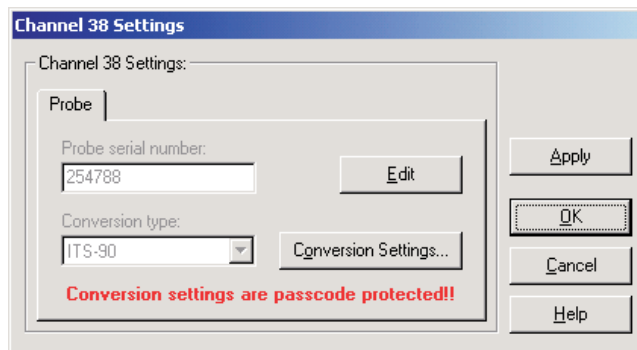 Channel 38 Settings
Channel 38 Settings:
Probe
Probe serial number:
254788
Edit
Conversion type:
ITS-90
Conversion Settings...
Conversion settings are passcode protected!!
Apply
OK
Cancel
Help